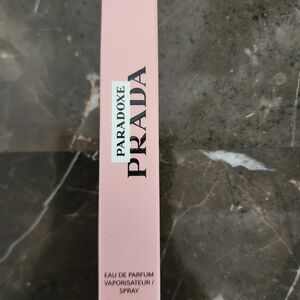 PARADOXE
PRADA
EAU DE PARFUM
VAPORISATEUR /
SPRAY